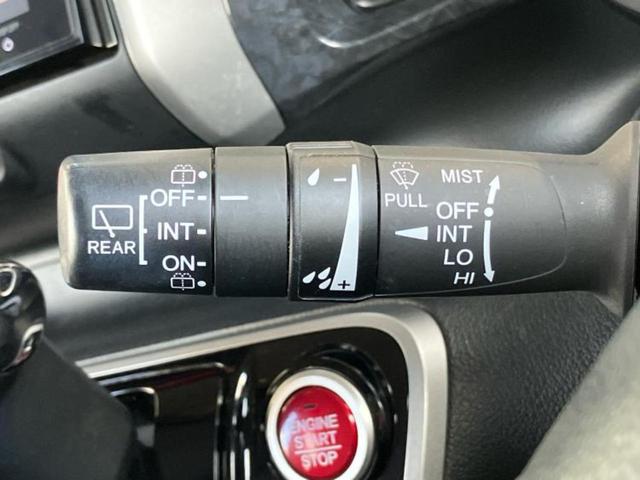 OFF
INT
ON
REAR
−
+
PULL
MIST
OFF
INT
LO
HI
ENGINE
START
STOP